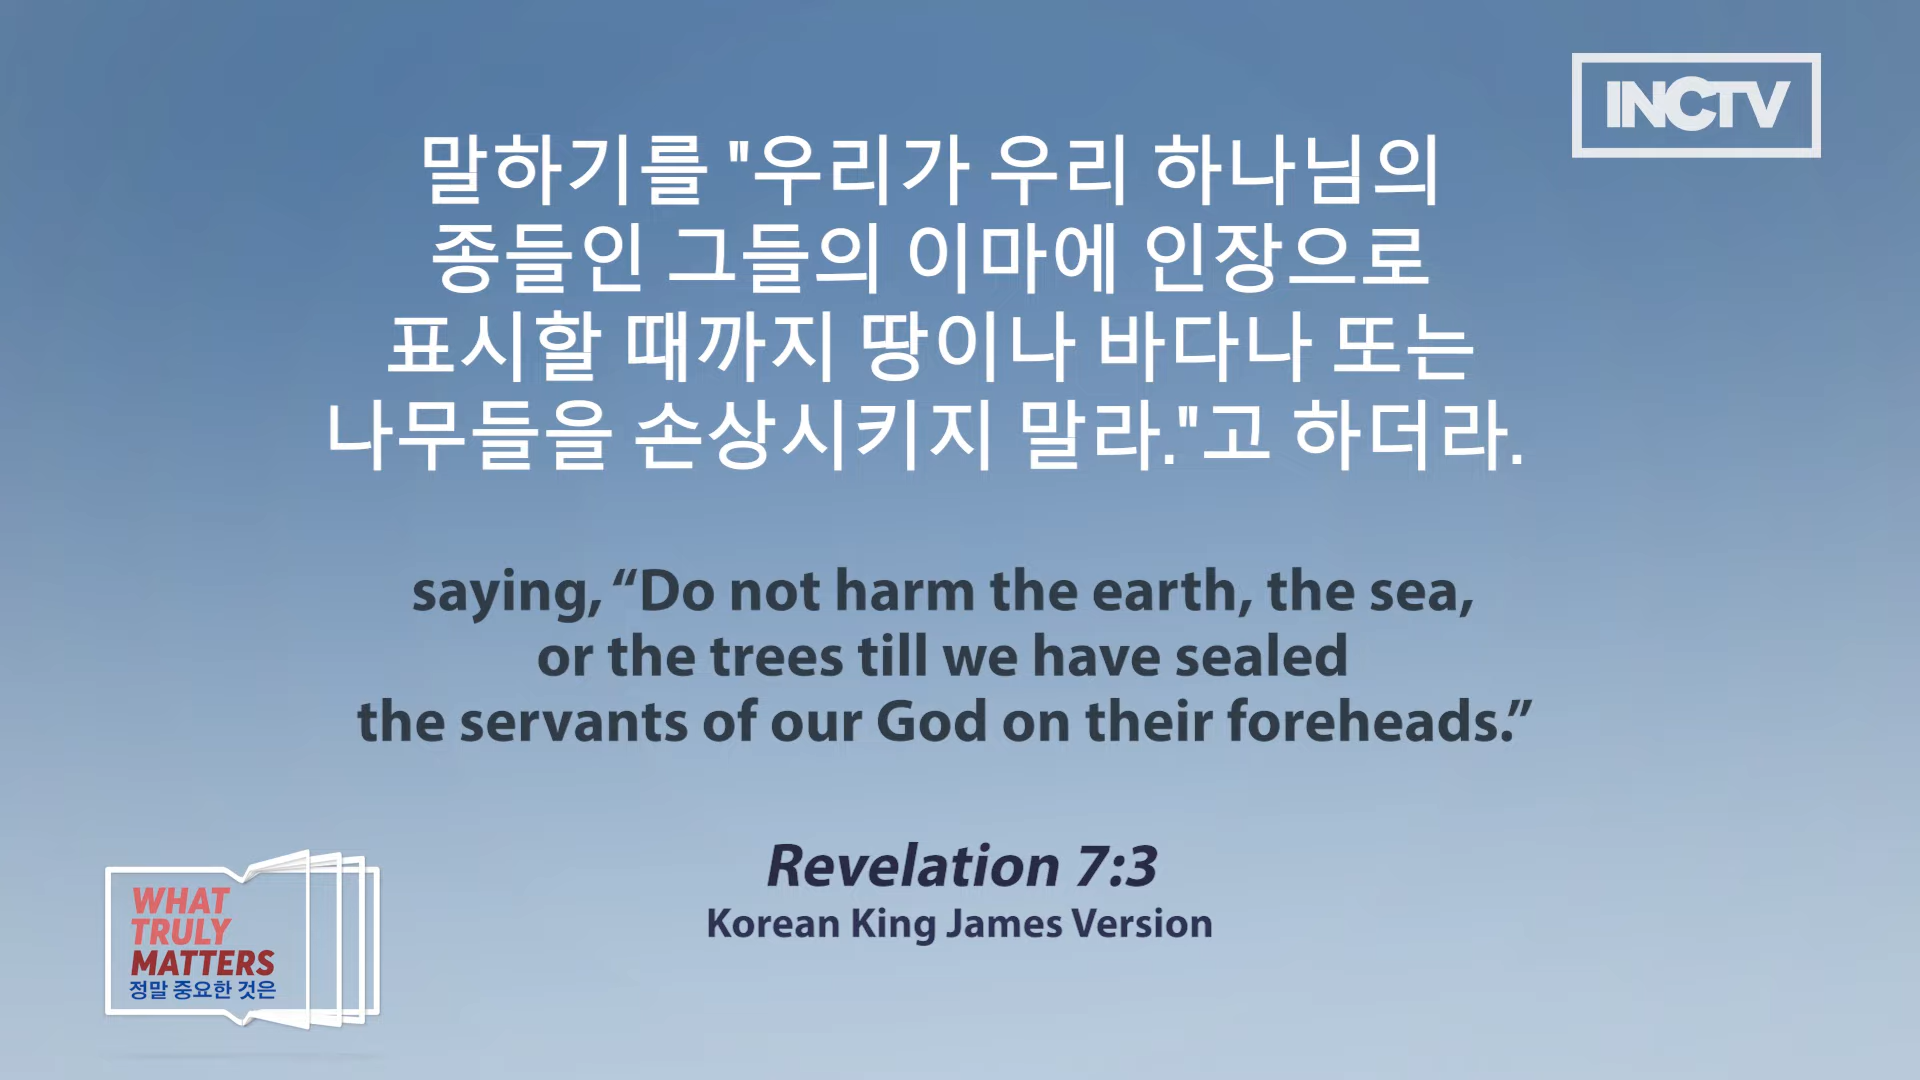 INCTV
말하기를 "우리가 우리 하나님의
종들인 그들의 이마에 인장으로
표시할 때까지 땅이나 바다나 또는
나무들을 손상시키지 말라."고 하더라.
saying, “Do not harm the earth, the sea,
or the trees till we have sealed
the servants of our God on their foreheads.”
Revelation 7:3
Korean King James Version
WHAT
TRULY
MATTERS
정말 중요한 것은